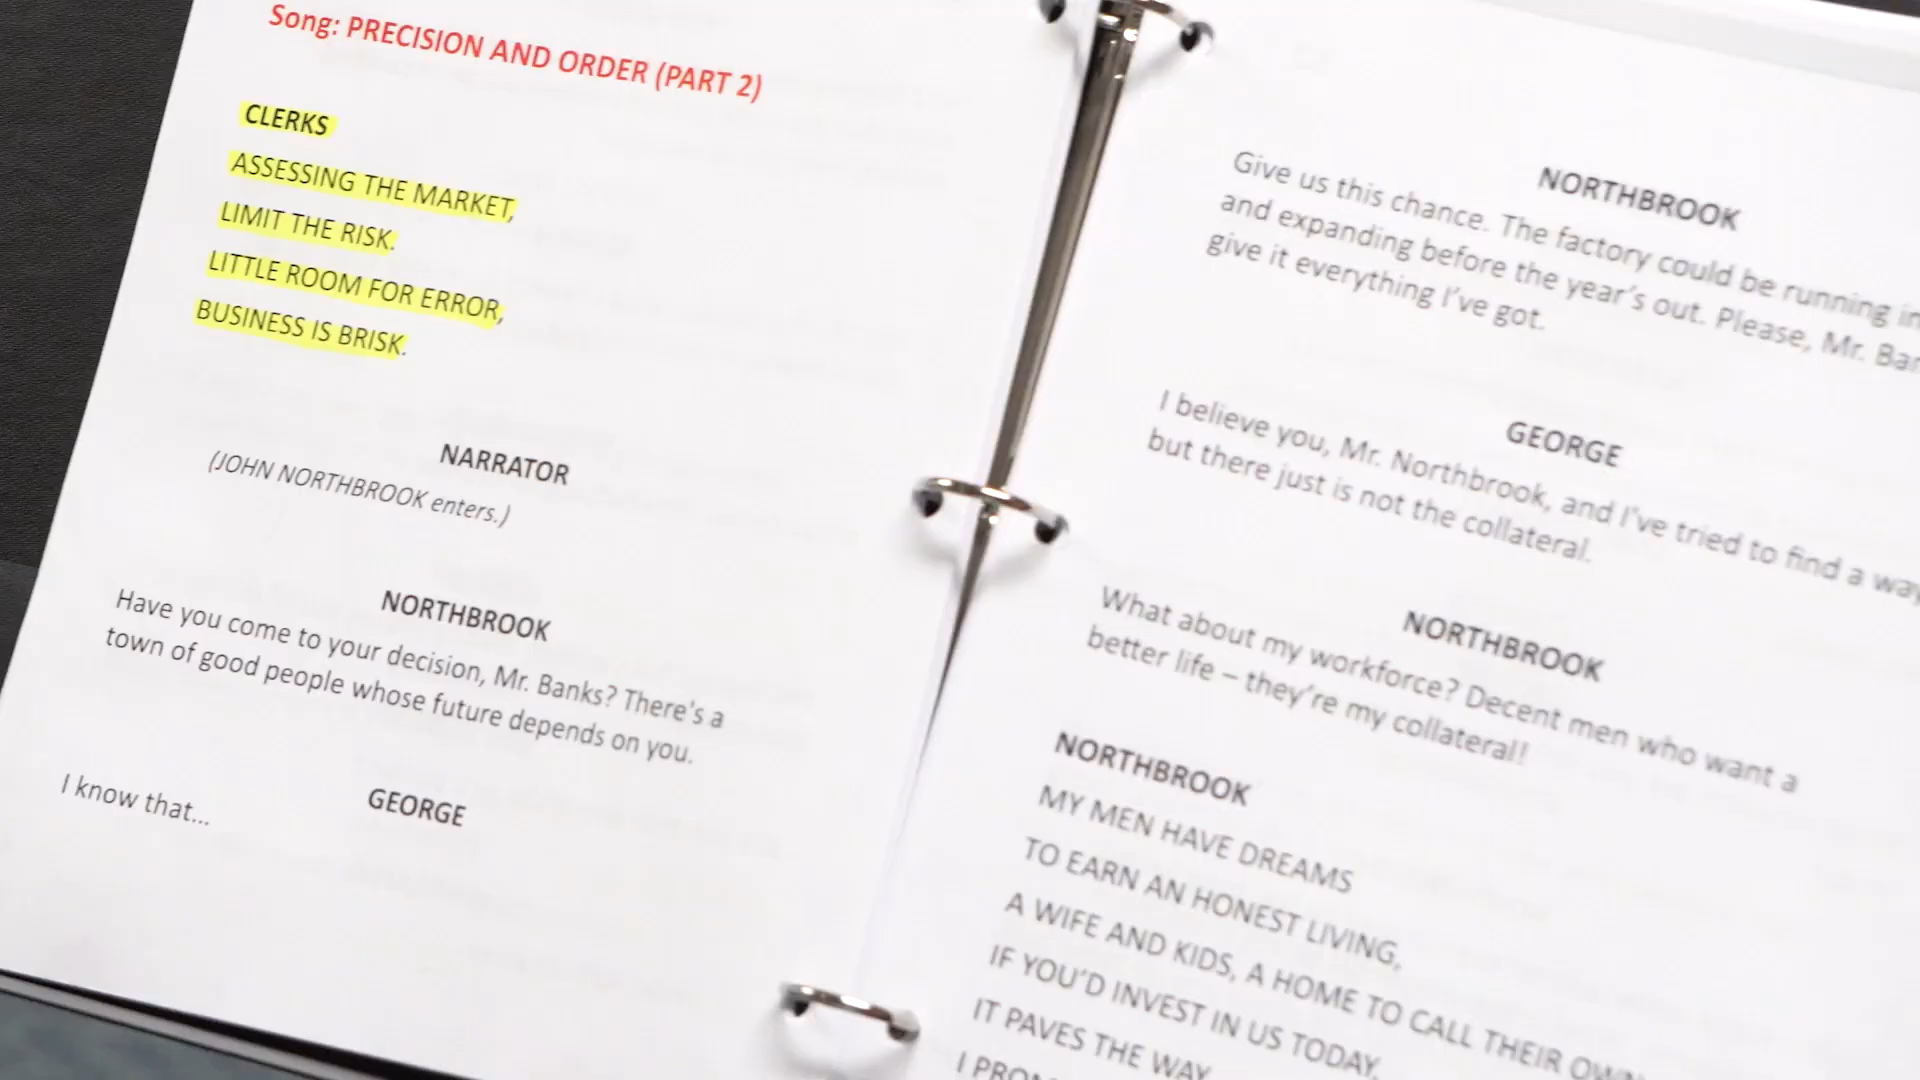 Song: PRECISION AND ORDER (PART 2)
CLERKS
ASSESSING THE MARKET,
LIMIT THE RISK.
LITTLE ROOM FOR ERROR,
BUSINESS IS BRISK.
NARRATOR
(JOHN NORTHBROOK enters.)
NORTHBROOK
Have you come to your decision, Mr. Banks? There's a
town of good people whose future depends on you.
GEORGE
I know that...
NORTHBROOK
Give us this chance. The factory could be running
and expanding before the year's out. Please, Mr.
give it everything I've got.
GEORGE
I believe you, Mr. Northbrook, and I've tried to find a way
but there just is not the collateral.
NORTHBROOK
What about my workforce? Decent men who want a
better life – they're my collateral!
NORTHBROOK
MY MEN HAVE DREAMS
TO EARN AN HONEST LIVING,
A WIFE AND KIDS, A HOME TO CALL THEIR OWN
IF YOU'D INVEST IN US TODAY,
IT PAVES THE WAY
I